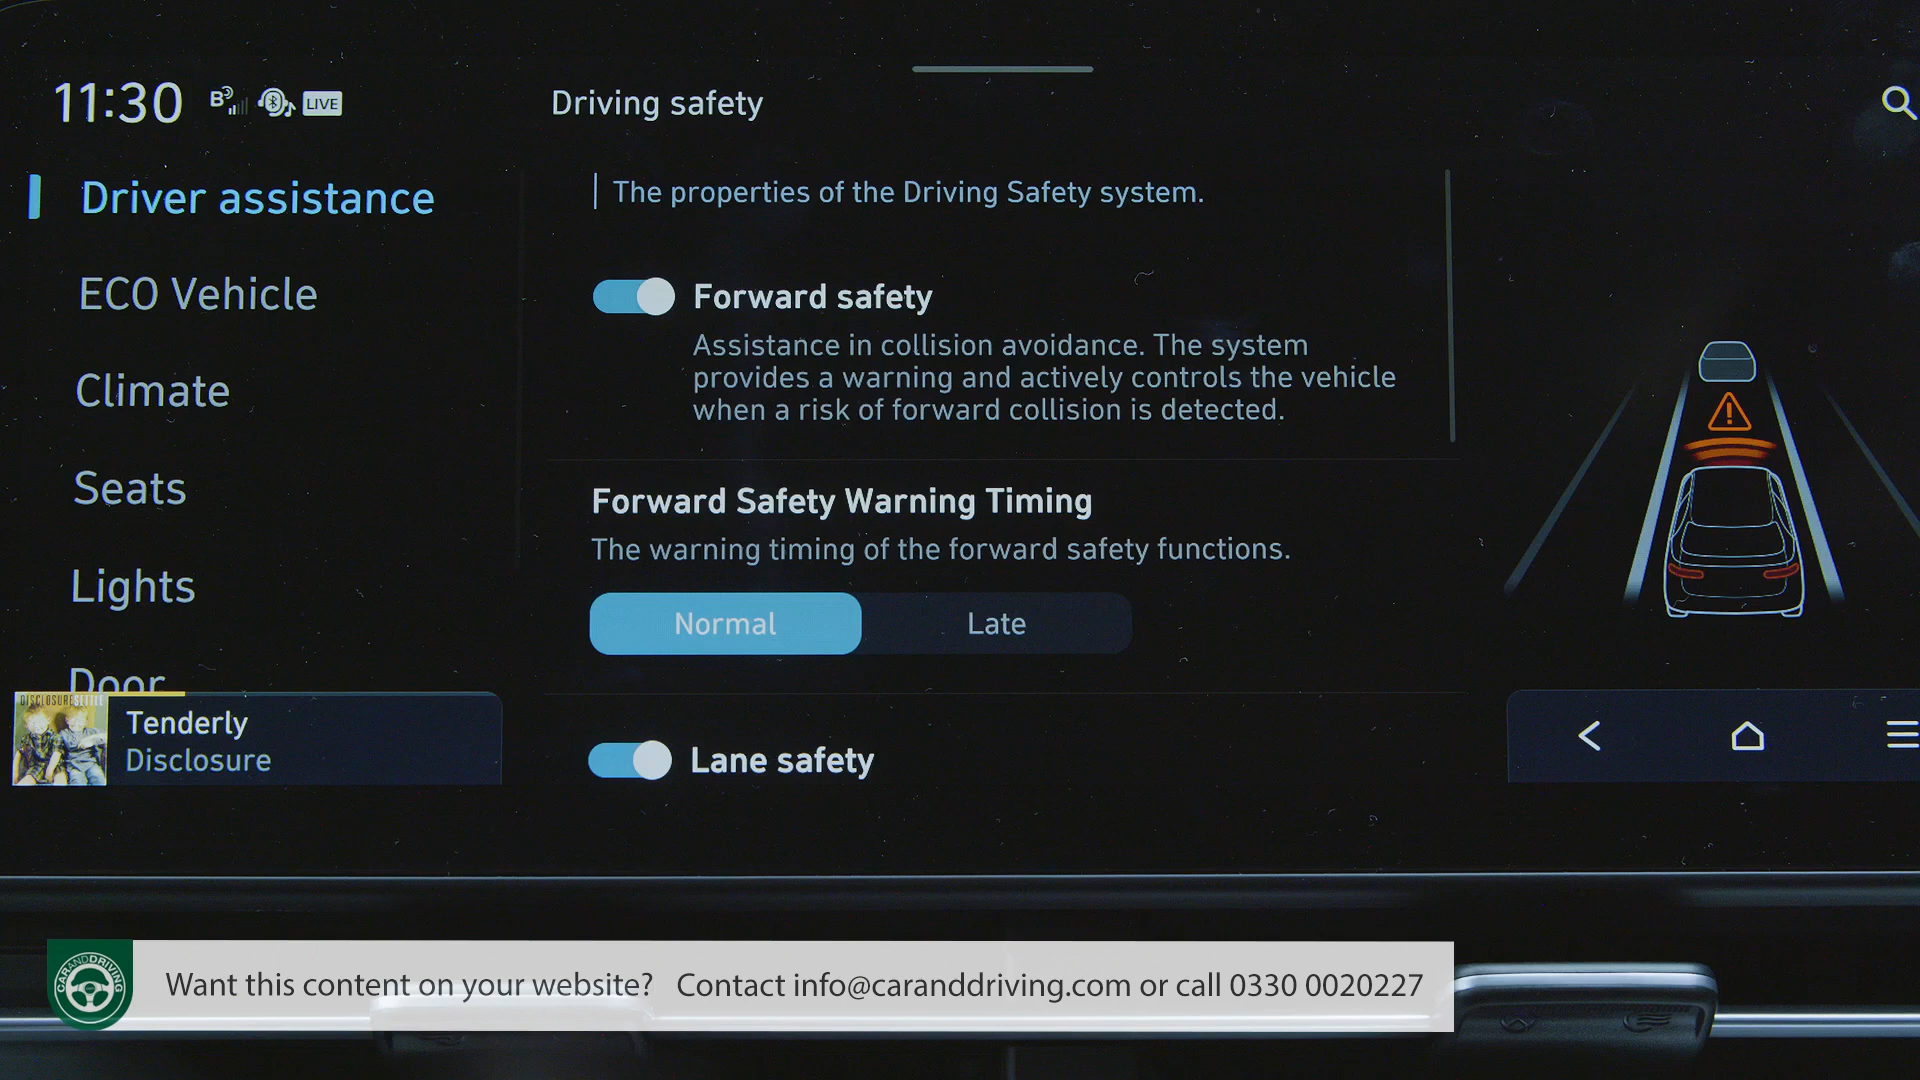 11:30
LIVE
Driving safety
Driver assistance
ECO Vehicle
Climate
Seats
Lights
Door
The properties of the Driving Safety system.
Forward safety
Assistance in collision avoidance. The system
provides a warning and actively controls the vehicle
when a risk of forward collision is detected.
Forward Safety Warning Timing
The warning timing of the forward safety functions.
Normal
Late
Lane safety
DISCLOSURE SETTLE
Tenderly
Disclosure
CARANDDRIVING
Want this content on your website? Contact info@caranddriving.com or call 0330 0020227